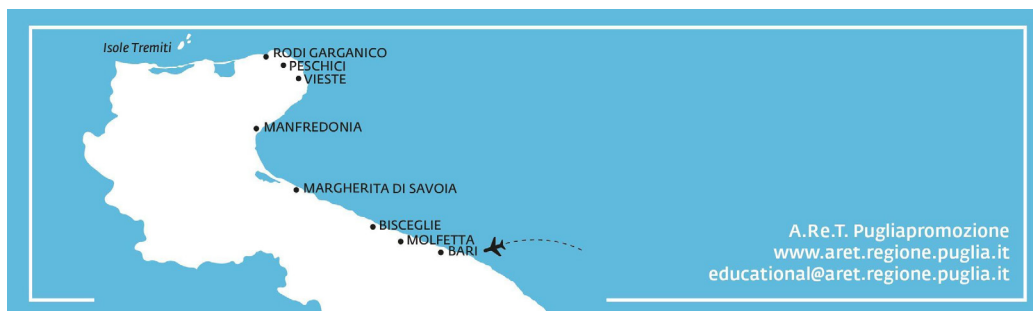 Isole Tremiti
RODI GARGANICO
PESCHICI
VIESTE
MANFREDONIA
MARGHERITA DI SAVOIA
BISCEGLIE
MOLFETTA
BARI
A.Re.T. Pugliapromozione
www.aret.regione.puglia.it
educational@aret.regione.puglia.it